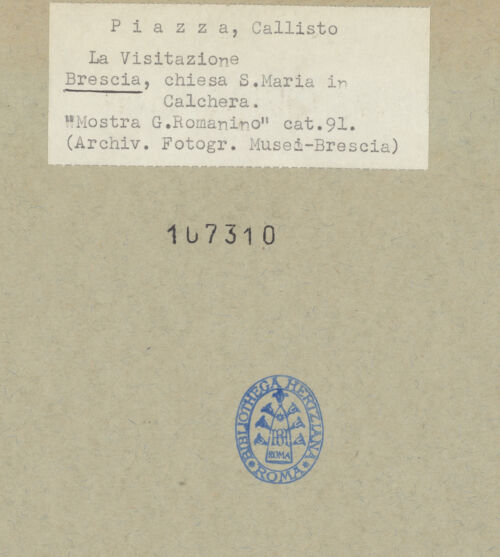 P i a z z a, Callisto
La Visitazione
Brescia, chiesa S.Maria in
Calchera.
"Mostra G.Romanino" cat.91.
(Archiv. Fotogr. Musei-Brescia)
107310
BIBLIOTHECA HERTZIANA
BH
ROMA
ROMA